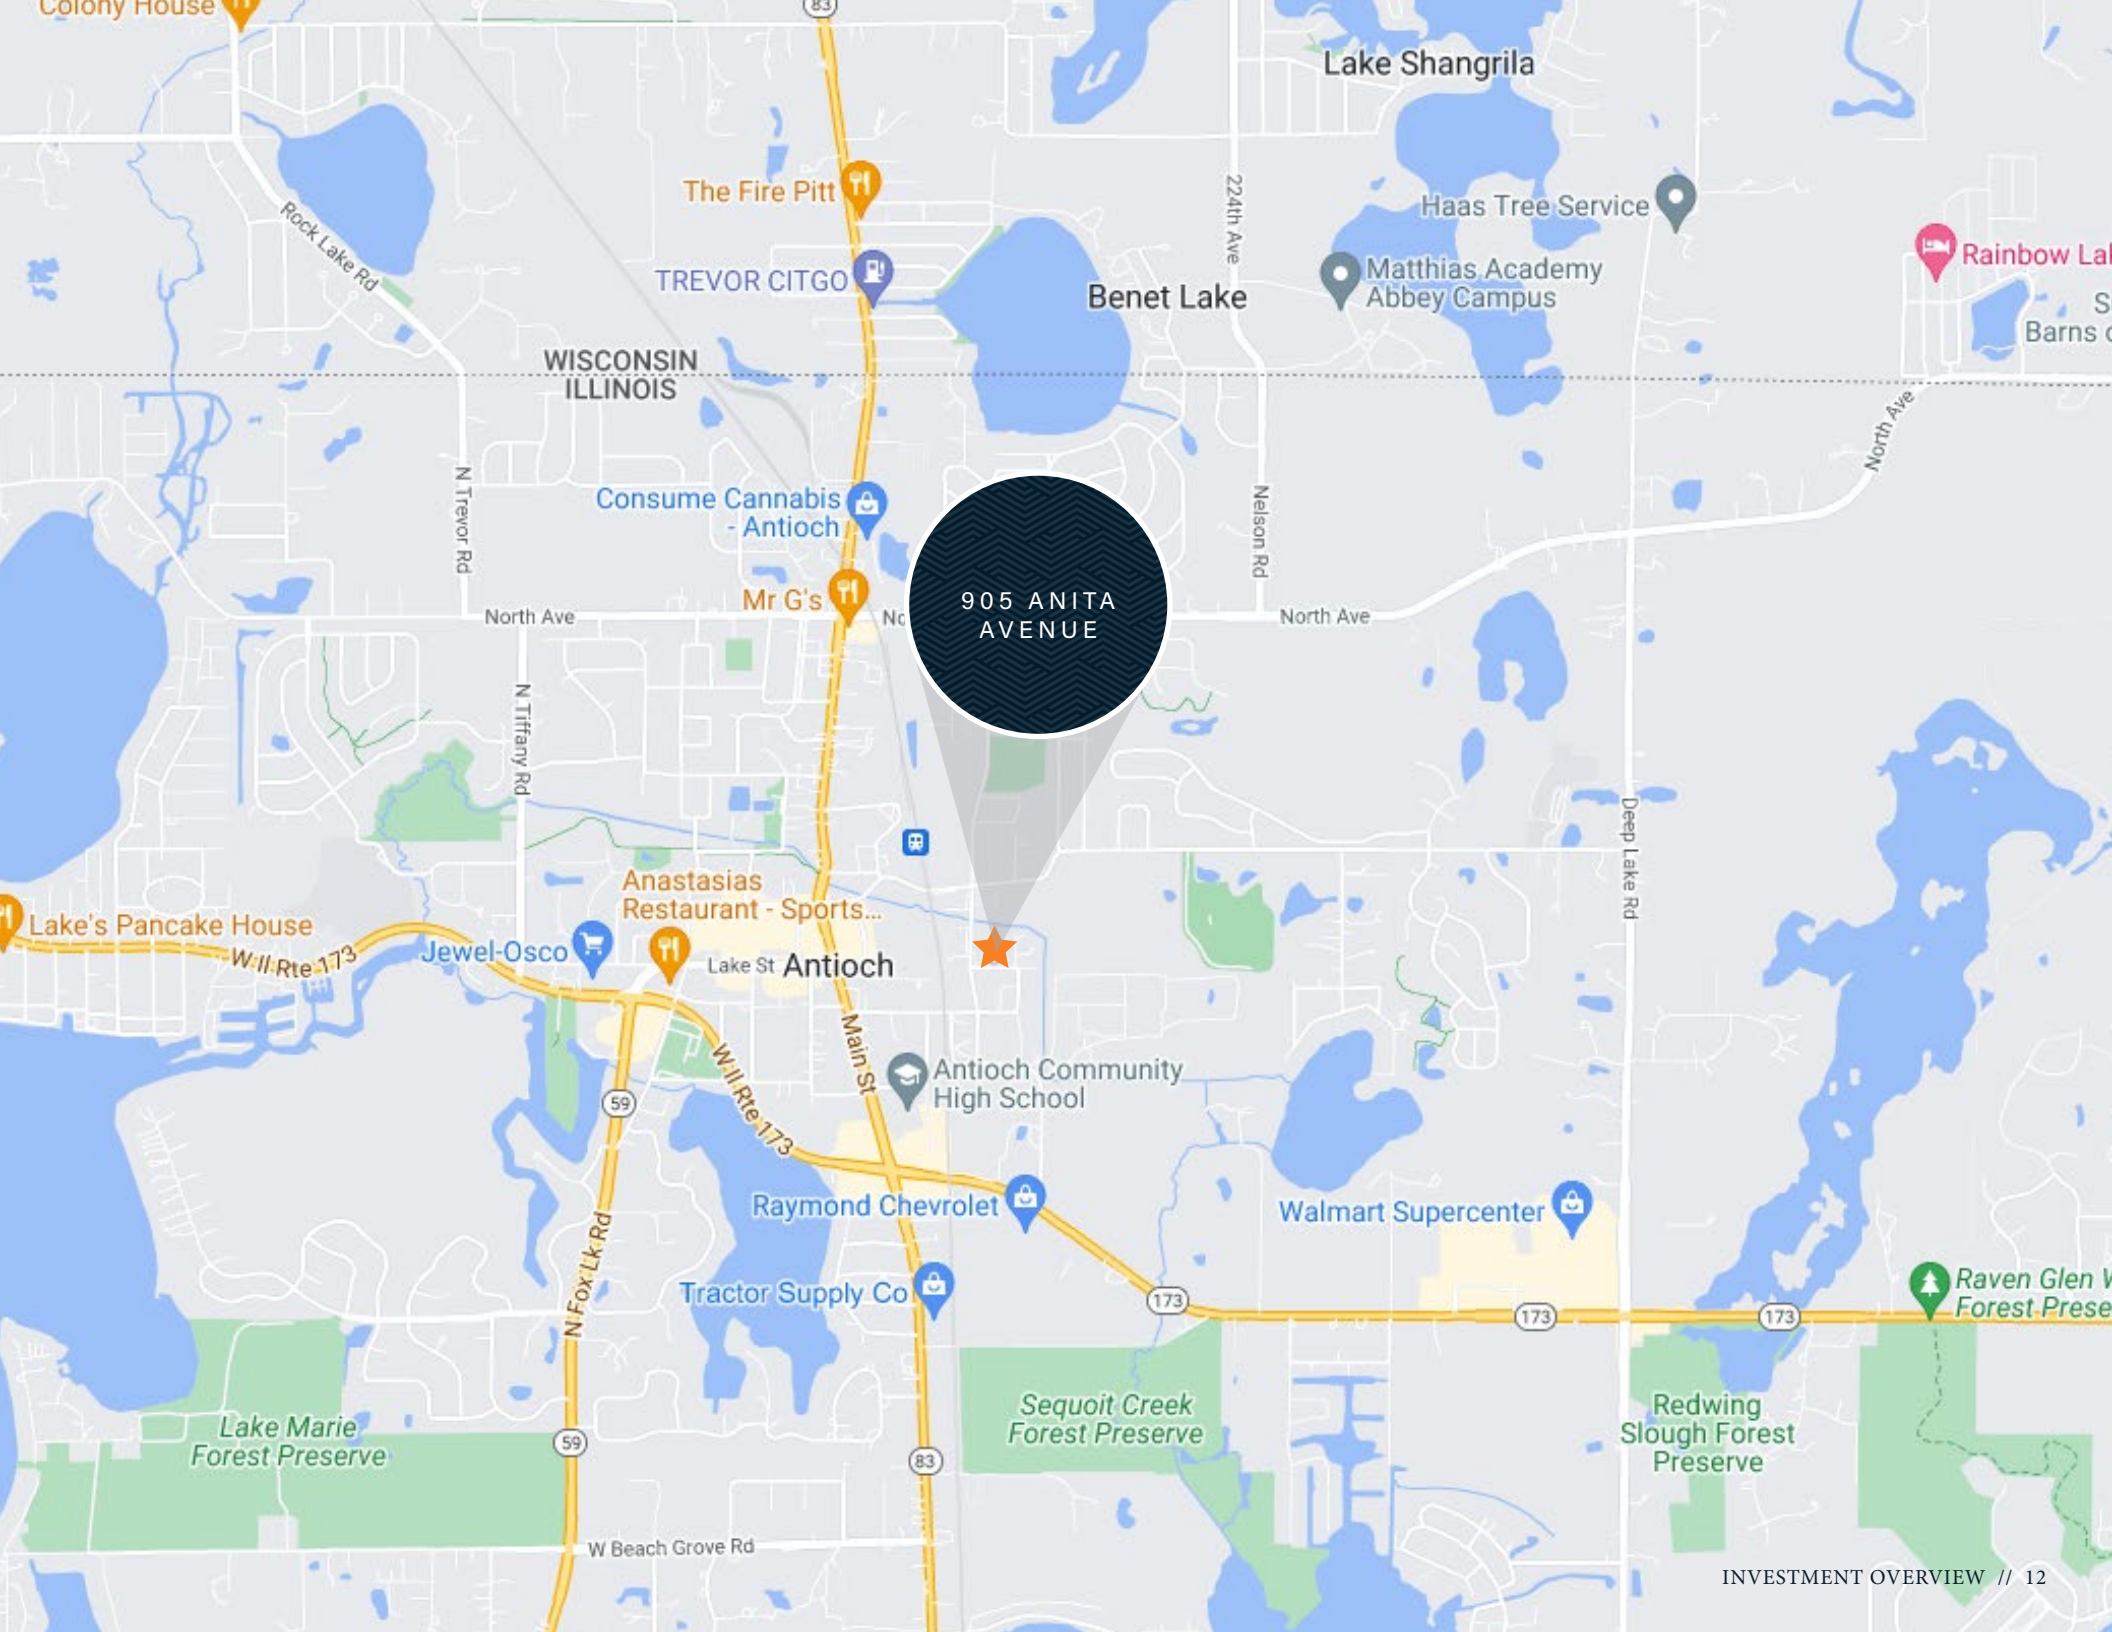 Colony House
83
Lake Shangrila
The Fire Pitt
224th Ave
Haas Tree Service
Rock Lake Rd
TREVOR CITGO
Benet Lake
Matthias Academy
Abbey Campus
Rainbow
Barns
WISCONSIN
ILLINOIS
North Ave
N Trevor Rd
Consume Cannabis
- Antioch
Nelson Rd
Mr G's
North Ave
905 ANITA
AVENUE
North Ave
N Tiffany Rd
Deep Lake Rd
Anastasias
Restaurant - Sports...
Lake's Pancake House
W Il Rte 173
Jewel-Osco
Lake St
Antioch
Main St
W Il Rte 173
Antioch Community
High School
59
Raymond Chevrolet
Walmart Supercenter
N Fox Lk Rd
Tractor Supply Co
173
173
173
Raven Glen
Forest
Lake Marie
Forest Preserve
Sequoit Creek
Forest Preserve
Redwing
Slough Forest
Preserve
59
83
W Beach Grove Rd
INVESTMENT OVERVIEW // 12